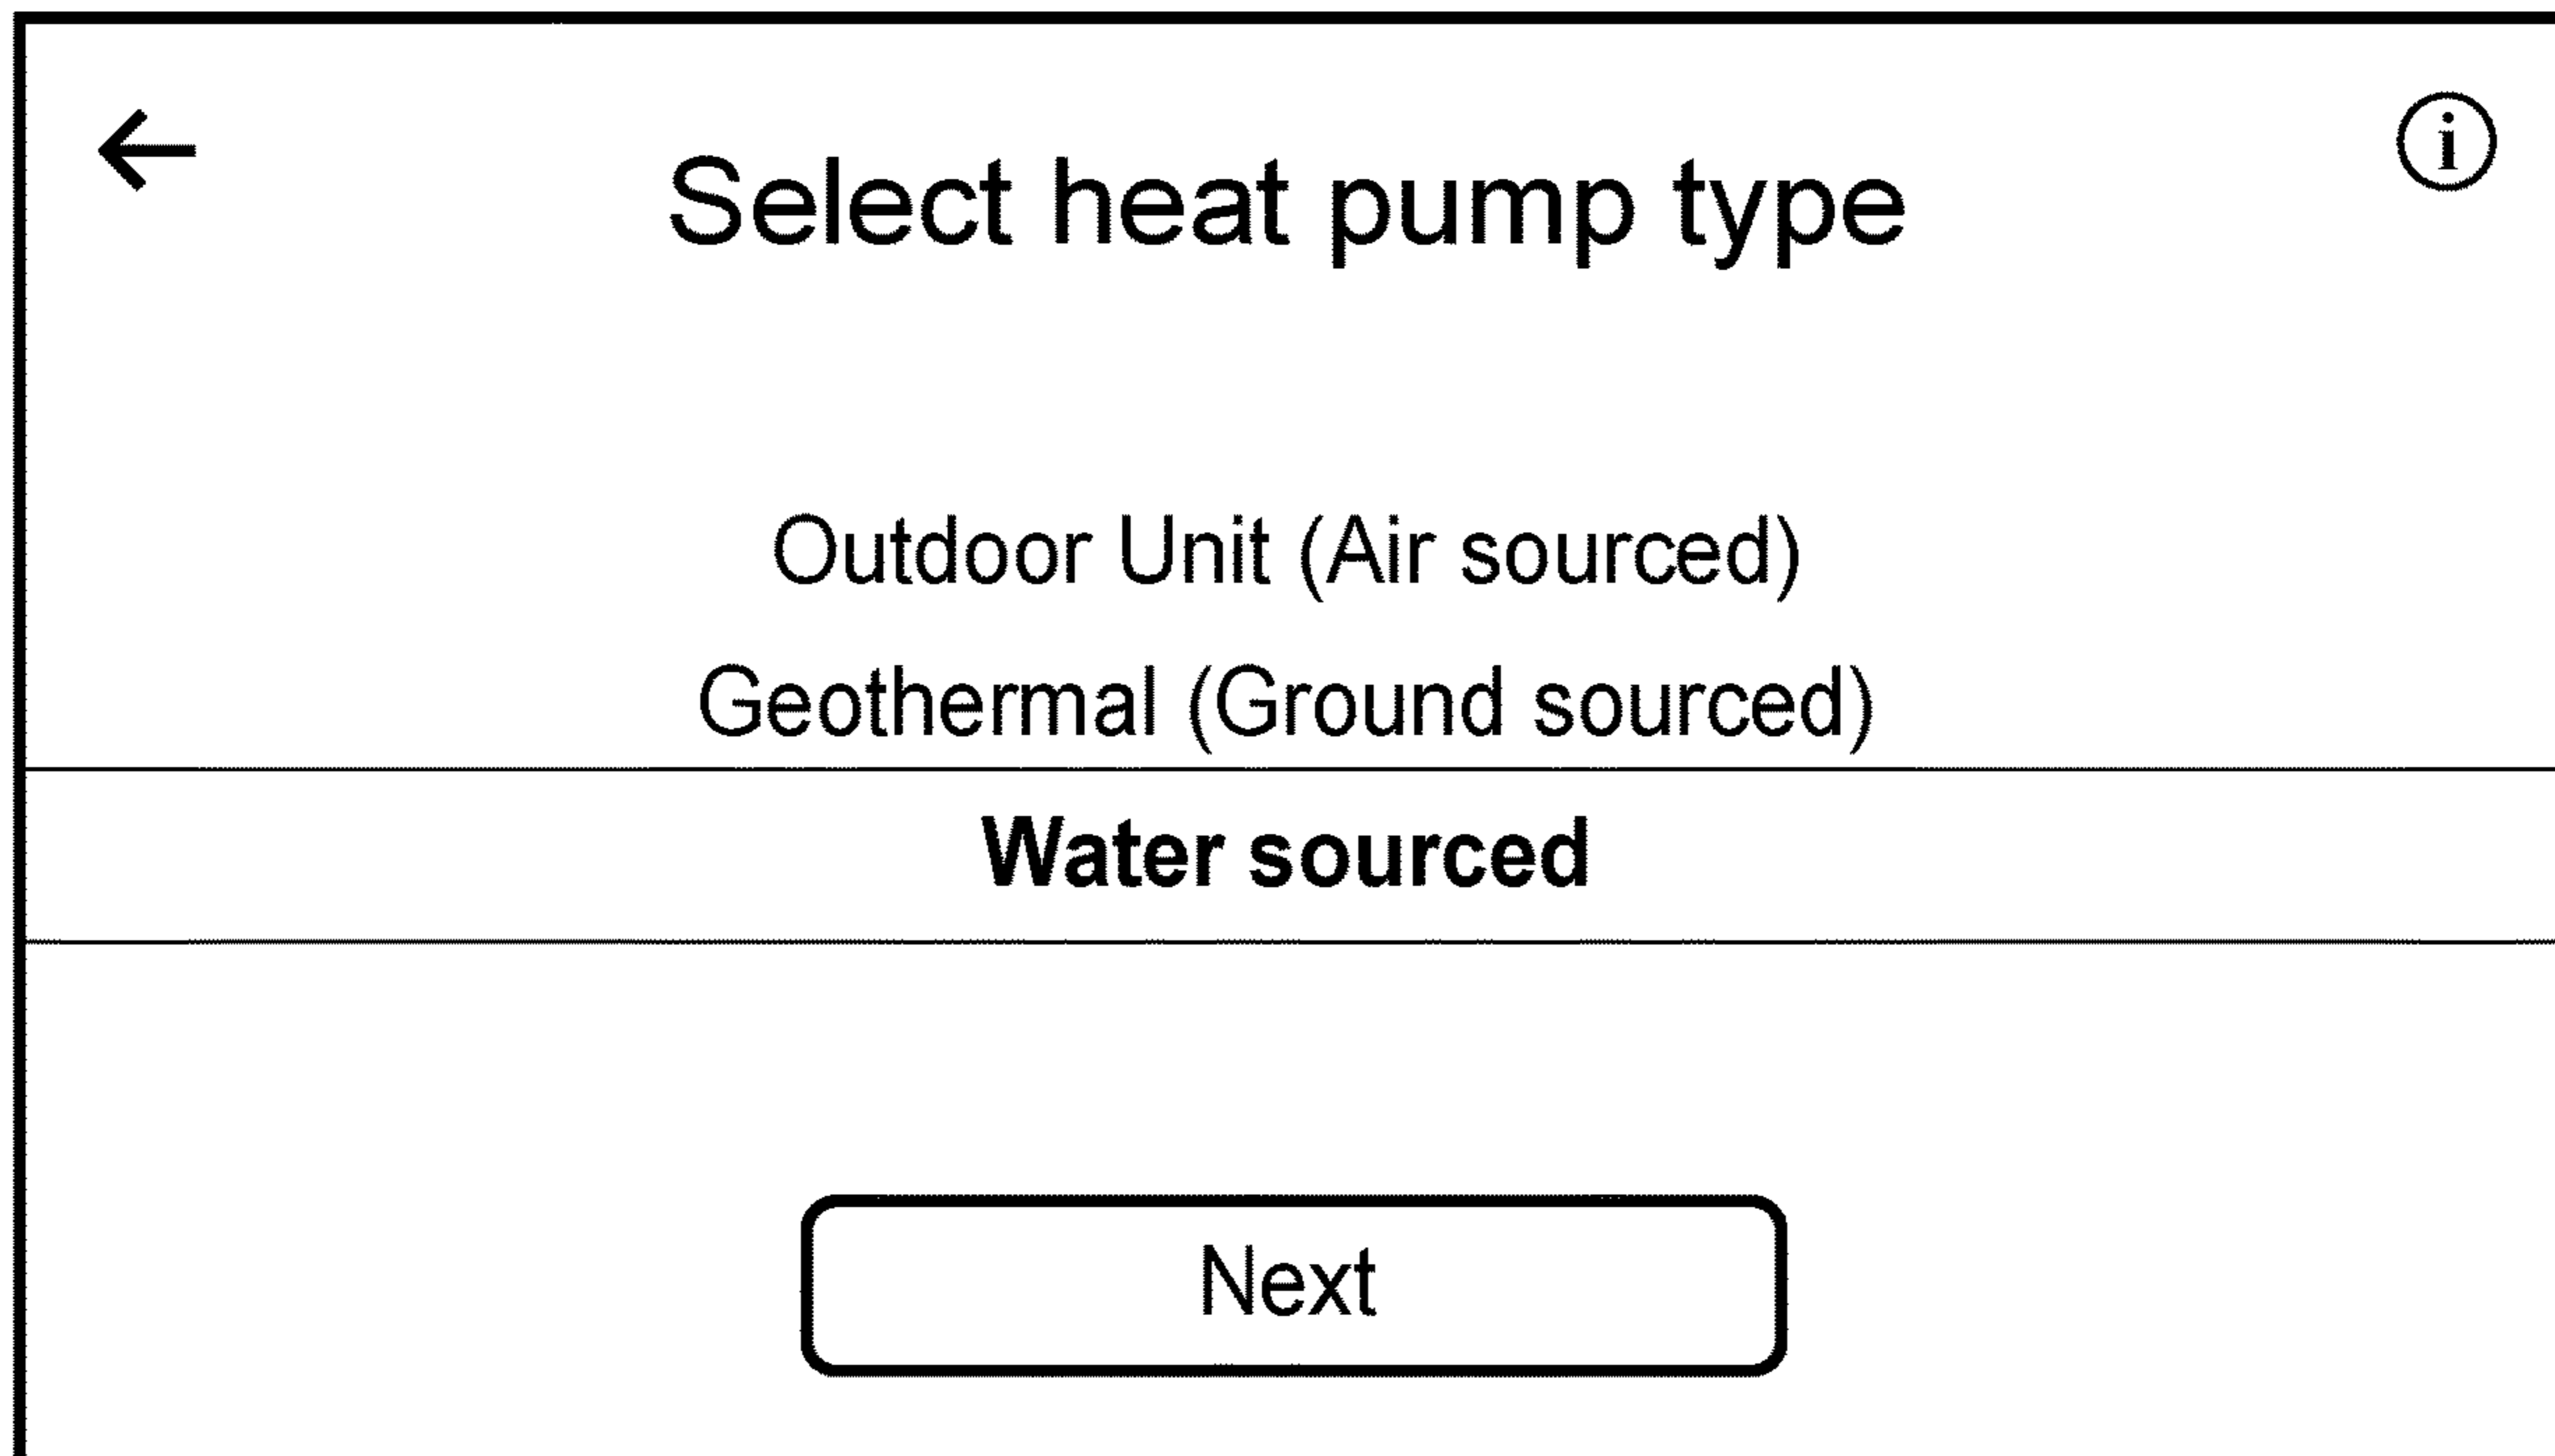 i
Select heat pump type
Outdoor Unit (Air sourced)
Geothermal (Ground sourced)
Water sourced
Next